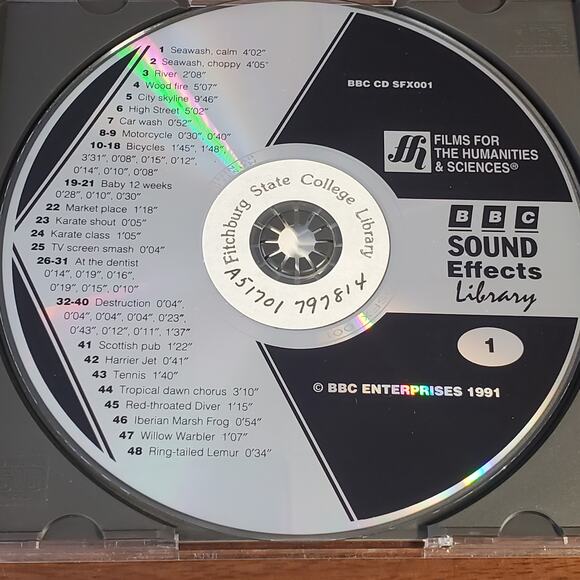 1 Seawash, calm 4'02"
2 Seawash, choppy 4'05"
3 River 2'08"
4 Wood fire 5'07"
5 City skyline 9'46"
6 High Street 5'02"
7 Car wash 0'52"
8-9 Motorcycle 0'30", 0'40"
10-18 Bicycles 1'45", 1'48",
3'31", 0'08", 0'15", 0'12",
0'14", 0'10", 0'08"
19-21 Baby 12 weeks
0'28", 0'10", 0'30"
22 Market place 1'18"
23 Karate shout 0'05"
24 Karate class 1'05"
25 TV screen smash 0'04"
26-31 At the dentist
0'14", 0'19", 0'16",
0'19", 0'15", 0'10"
32-40 Destruction 0'04",
0'04", 0'04", 0'04", 0'23",
0'43", 0'12", 0'11", 1'37"
41 Scottish pub 1'22"
42 Harrier Jet 0'41"
43 Tennis 1'40"
44 Tropical dawn chorus 3'10"
45 Red-throated Diver 1'15"
46 Iberian Marsh Frog 0'54"
47 Willow Warbler 1'07"
48 Ring-tailed Lemur 0'34"
Fitchburg State College Library
A51701 797814
BBC CD SFX001
ffh
FILMS FOR
THE HUMANITIES
& SCIENCES®
BBC
SOUND
Effects
Library
1
© BBC ENTERPRISES 1991